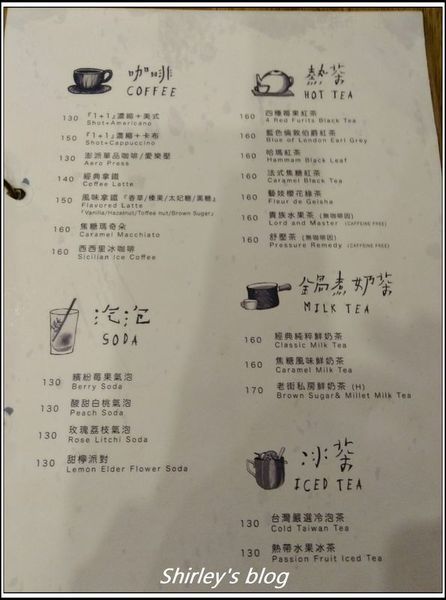 咖啡
COFFEE
130 『1+1』濃縮＋美式
Shot+Americano
150 『1+1』濃縮＋卡布
Shot+Cappuccino
130 澎派單品咖啡/愛樂壓
Aero Press
140 經典拿鐵
Coffee Latte
150 風味拿鐵『香草/榛果/太妃糖/黑糖』
Flavored Latte
『Vanilla/Hazelnut/Toffee nut/Brown Sugar』
160 焦糖瑪奇朵
Caramel Macchiato
160 西西里冰咖啡
Sicilian Ice Coffee
汽泡
SODA
130 繽紛莓果氣泡
Berry Soda
130 酸甜白桃氣泡
Peach Soda
130 玫瑰荔枝氣泡
Rose Litchi Soda
130 甜檸派對
Lemon Elder Flower Soda
熱茶
HOT TEA
160 四種莓果紅茶
4 Red Furits Black Tea
160 藍色倫敦伯爵紅茶
Blue of London Earl Grey
160 哈瑪紅茶
Hammam Black Leaf
160 法式焦糖紅茶
Caramel Black Tea
160 藝妓櫻花綠茶
Fleur de Geisha
160 貴族水果茶 (無咖啡因)
Lord and Master (CAFFEINE FREE)
160 舒壓茶 (無咖啡因)
Pressure Remedy (CAFFEINE FREE)
全鍋煮奶茶
MILK TEA
160 經典純粹鮮奶茶
Classic Milk Tea
160 焦糖風味鮮奶茶
Caramel Milk Tea
170 老街私房鮮奶茶 (H)
Brown Sugar& Millet Milk Tea
冰茶
ICED TEA
130 台灣嚴選冷泡茶
Cold Taiwan Tea
130 熱帶水果冰茶
Passion Fruit Iced Tea
Shirley's blog